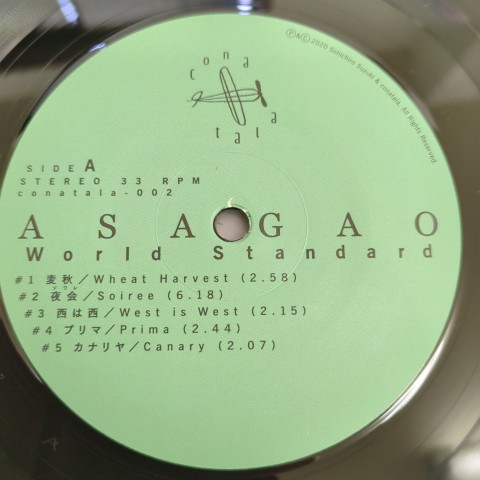 cona
tala
℗&© 2020 Sohichiro Suzuki & conatala. All Rights Reserved.
SIDE A
STEREO 33 RPM
conatala-002
ASAGAO
World Standard
#1 麦秋/Wheat Harvest (2.58)
ソワレ
#2 夜会/Soiree (6.18)
#3 西は西/West is West (2.15)
#4 プリマ/Prima (2.44)
#5 カナリヤ/Canary (2.07)